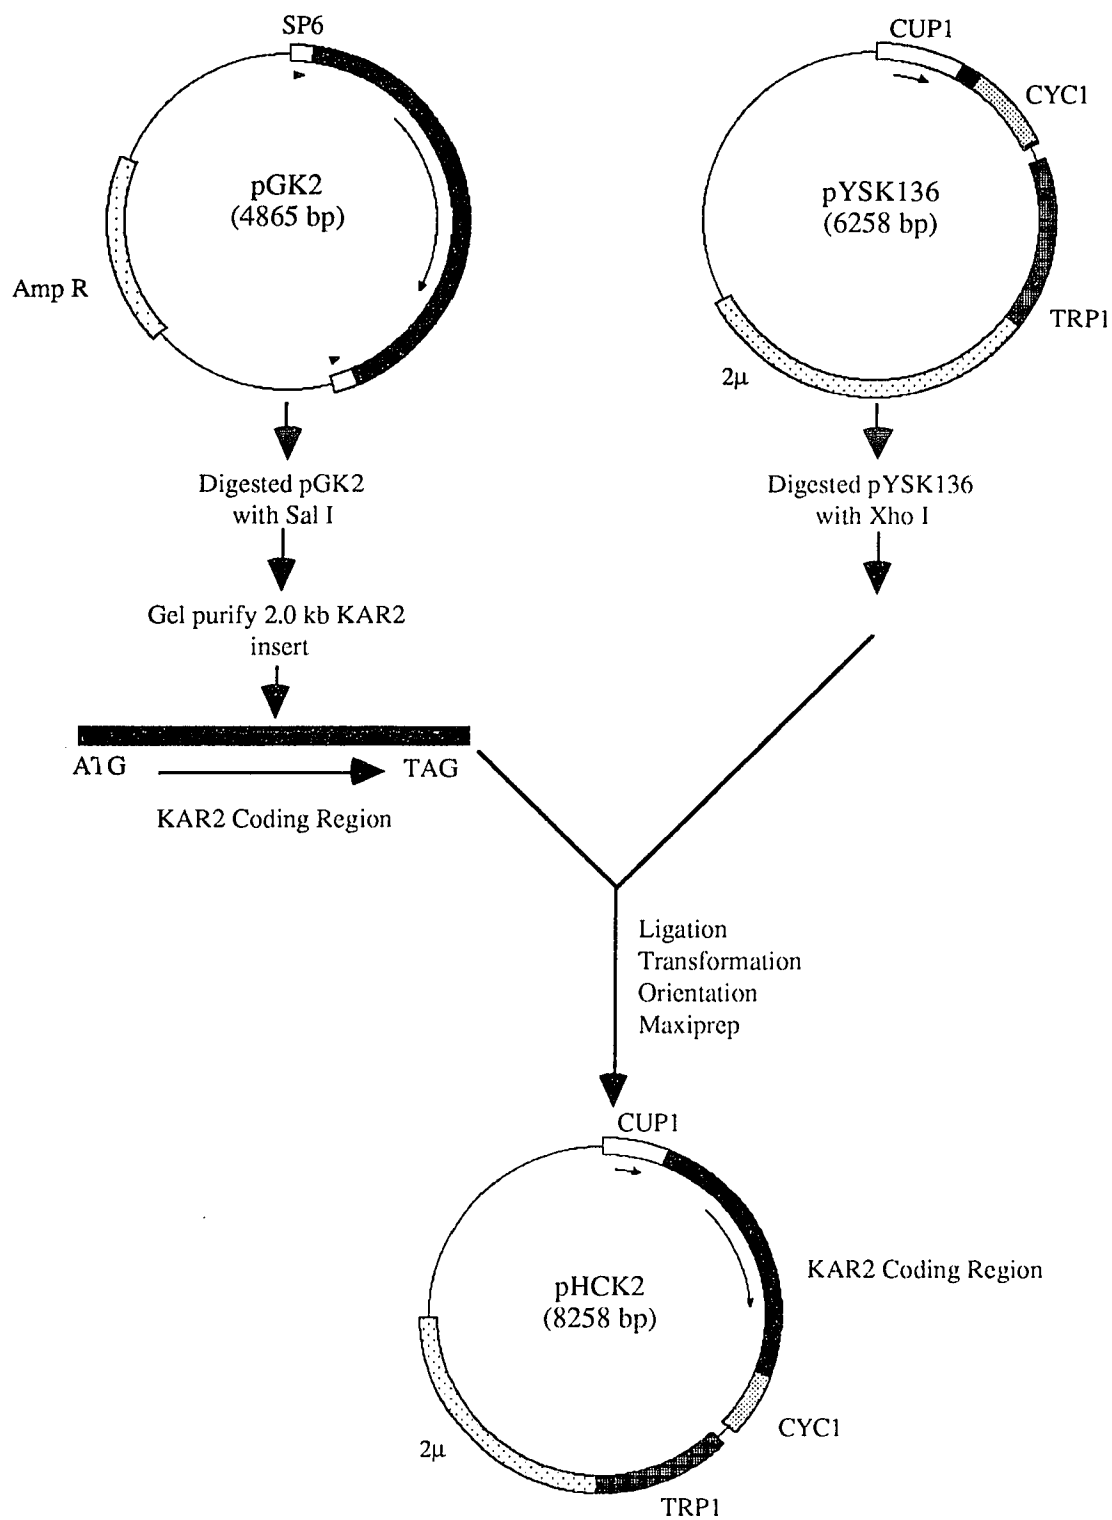 SP6
pGK2
(4865 bp)
Amp R
CUP1
CYC1
pYSK136
(6258 bp)
TRP1
2μ
Digested pGK2
with Sal I
Digested pYSK136
with Xho I
Gel purify 2.0 kb KAR2
insert
ATG
TAG
KAR2 Coding Region
Ligation
Transformation
Orientation
Maxiprep
CUP1
pHCK2
(8258 bp)
KAR2 Coding Region
CYC1
2μ
TRP1